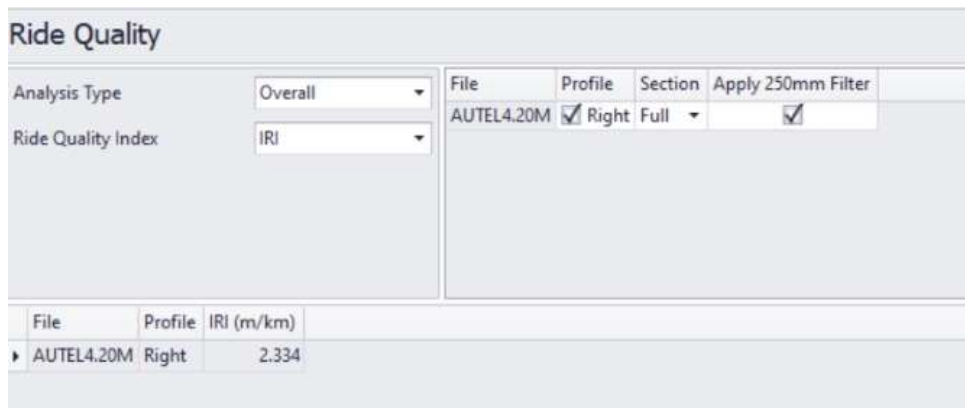 Ride Quality
Analysis Type Overall
Ride Quality Index IRI
File Profile Section Apply 250mm Filter
AUTEL4.20M Right Full
File Profile IRI (m/km)
AUTEL4.20M Right 2.334